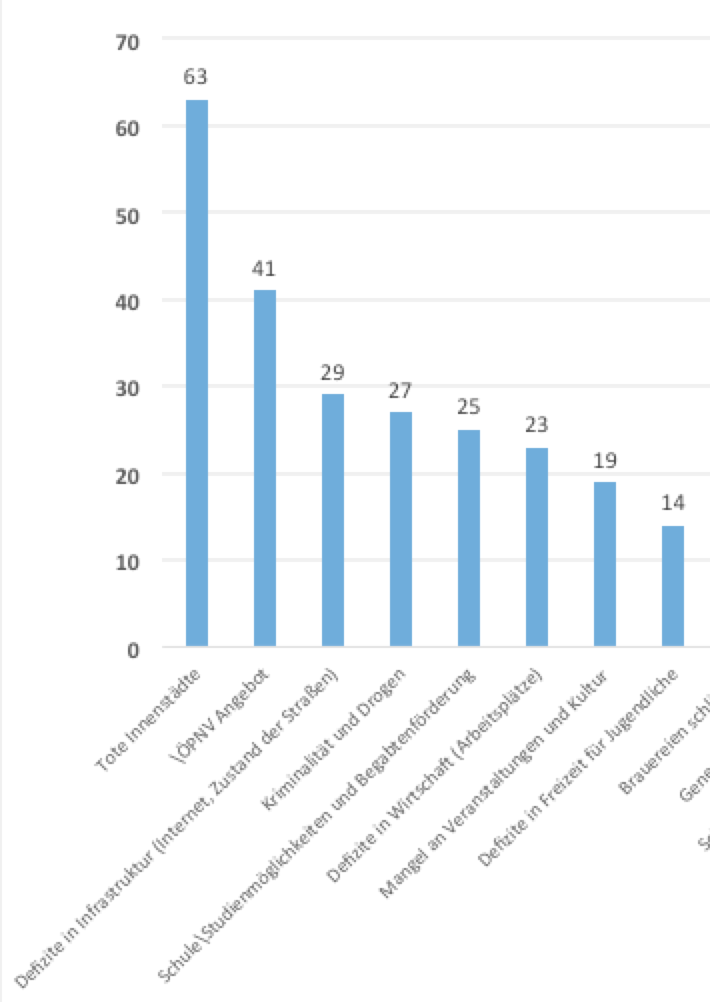 70
60
50
40
30
20
10
0
63
41
29
27
25
23
19
14
Tote Innenstädte
\ÖPNV Angebot
Defizite in Infrastruktur (Internet, Zustand der Straßen)
Kriminalität und Drogen
Schule\Studienmöglichkeiten und Begabtenförderung
Defizite in Wirtschaft (Arbeitsplätze)
Mangel an Veranstaltungen und Kultur
Defizite in Freizeit für Jugendliche
Brauereien